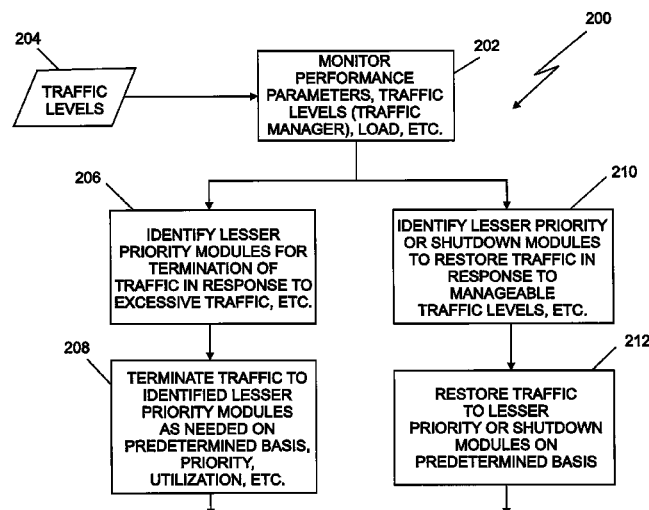 200
204
202
TRAFFIC
LEVELS
MONITOR
PERFORMANCE
PARAMETERS, TRAFFIC
LEVELS (TRAFFIC
MANAGER), LOAD, ETC.
206
210
IDENTIFY LESSER
PRIORITY MODULES FOR
TERMINATION OF
TRAFFIC IN RESPONSE TO
EXCESSIVE TRAFFIC, ETC.
IDENTIFY LESSER PRIORITY
OR SHUTDOWN MODULES
TO RESTORE TRAFFIC IN
RESPONSE TO
MANAGEABLE
TRAFFIC LEVELS, ETC.
208
212
TERMINATE TRAFFIC TO
IDENTIFIED LESSER
PRIORITY MODULES
AS NEEDED ON
PREDETERMINED BASIS,
PRIORITY,
UTILIZATION, ETC.
RESTORE TRAFFIC
TO LESSER
PRIORITY OR SHUTDOWN
MODULES ON
PREDETERMINED BASIS